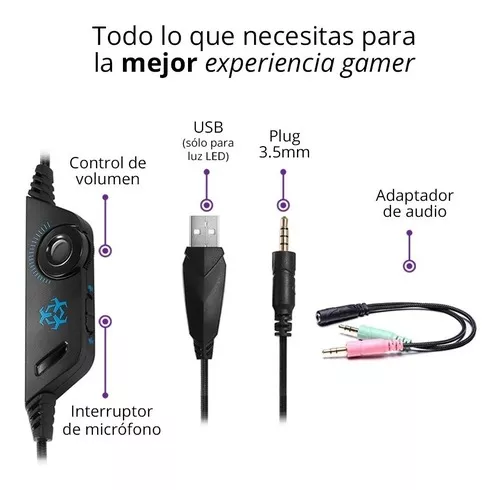 Todo lo que necesitas para
la mejor experiencia gamer
Control de
volumen
USB
(sólo para
luz LED)
Plug
3.5mm
Adaptador
de audio
Interruptor
de micrófono